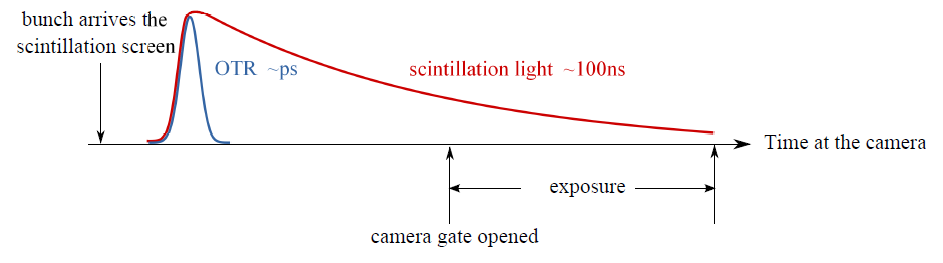 bunch arrives the
scintillation screen
OTR ~ps
scintillation light ~100ns
Time at the camera
exposure
camera gate opened